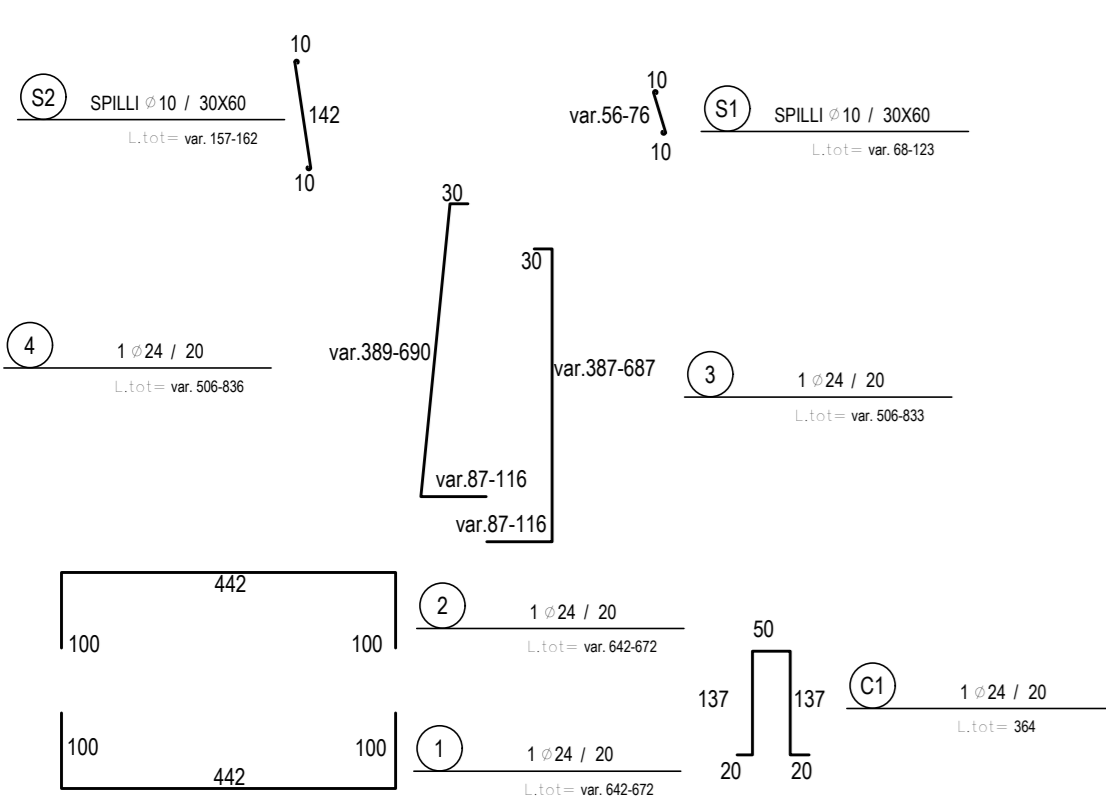 10
S2 SPILLI ∅10 / 30X60
142
L.tot= var. 157-162
10
10
var.56-76
S1 SPILLI ∅10 / 30X60
10
L.tot= var. 68-123
30
30
4 1 ∅24 / 20
var.389-690
L.tot= var. 506-836
var.387-687
3 1 ∅24 / 20
L.tot= var. 506-833
var.87-116
var.87-116
442
100
100
2 1 ∅24 / 20
L.tot= var. 642-672
50
137
137
C1 1 ∅24 / 20
L.tot= 364
20
20
100
100
442
1 1 ∅24 / 20
L.tot= var. 642-672